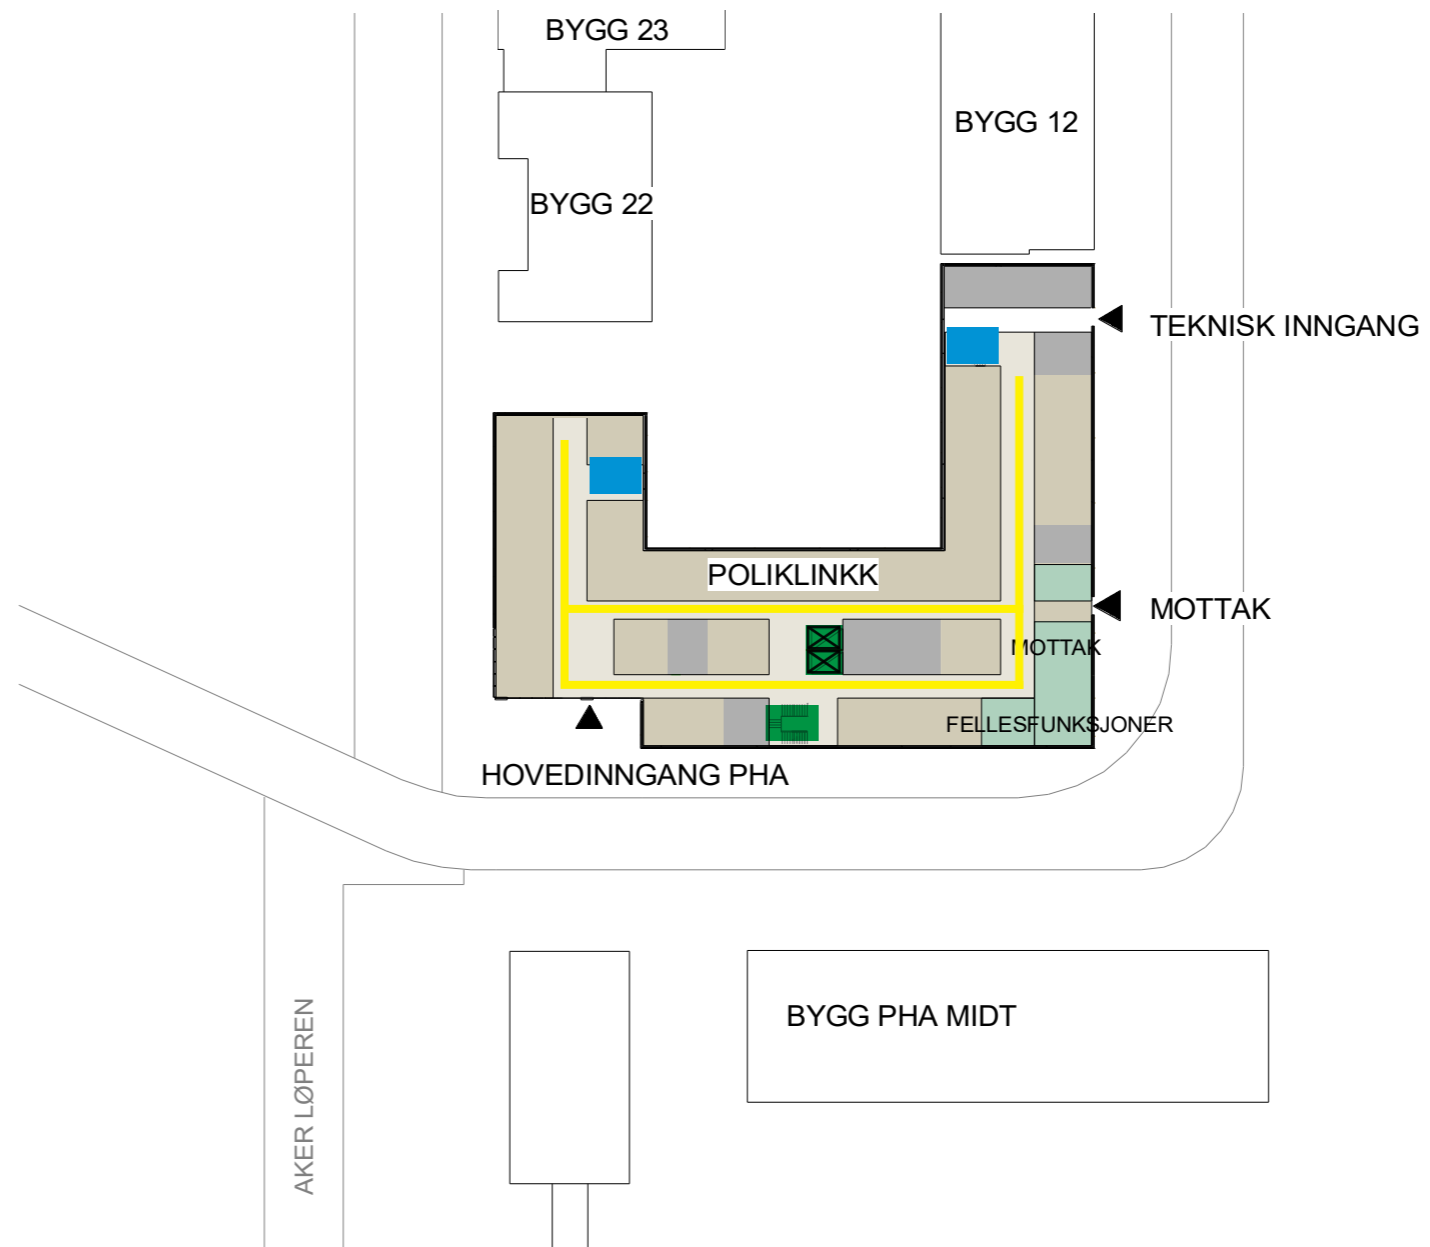 BYGG 23
BYGG 12
BYGG 22
TEKNISK INNGANG
POLIKLINKK
MOTTAK
MOTTAK
FELLESFUNKSJONER
HOVEDINNGANG PHA
BYGG PHA MIDT
AKER LØPEREN